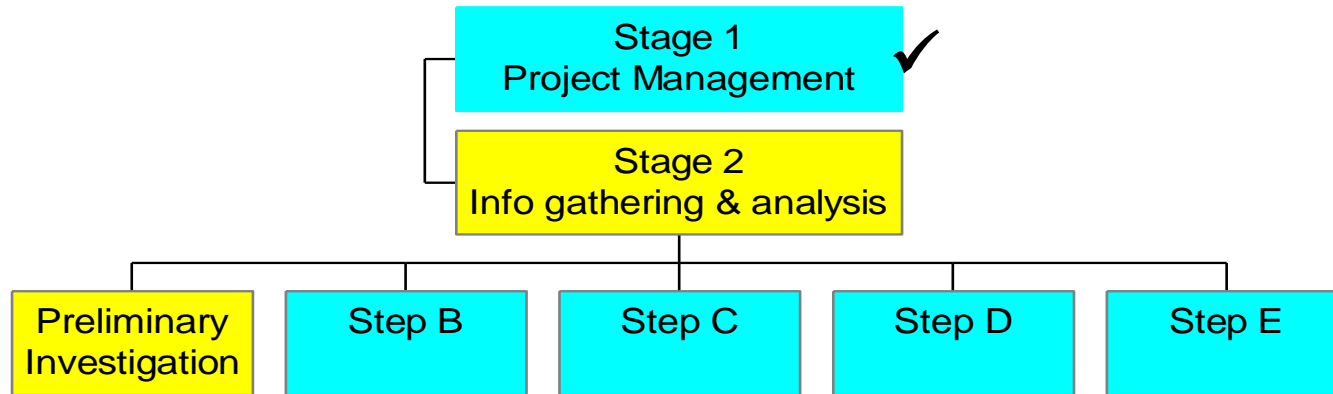 Stage 1
Project Management
Stage 2
Info gathering & analysis
Preliminary
Investigation
Step B
Step C
Step D
Step E